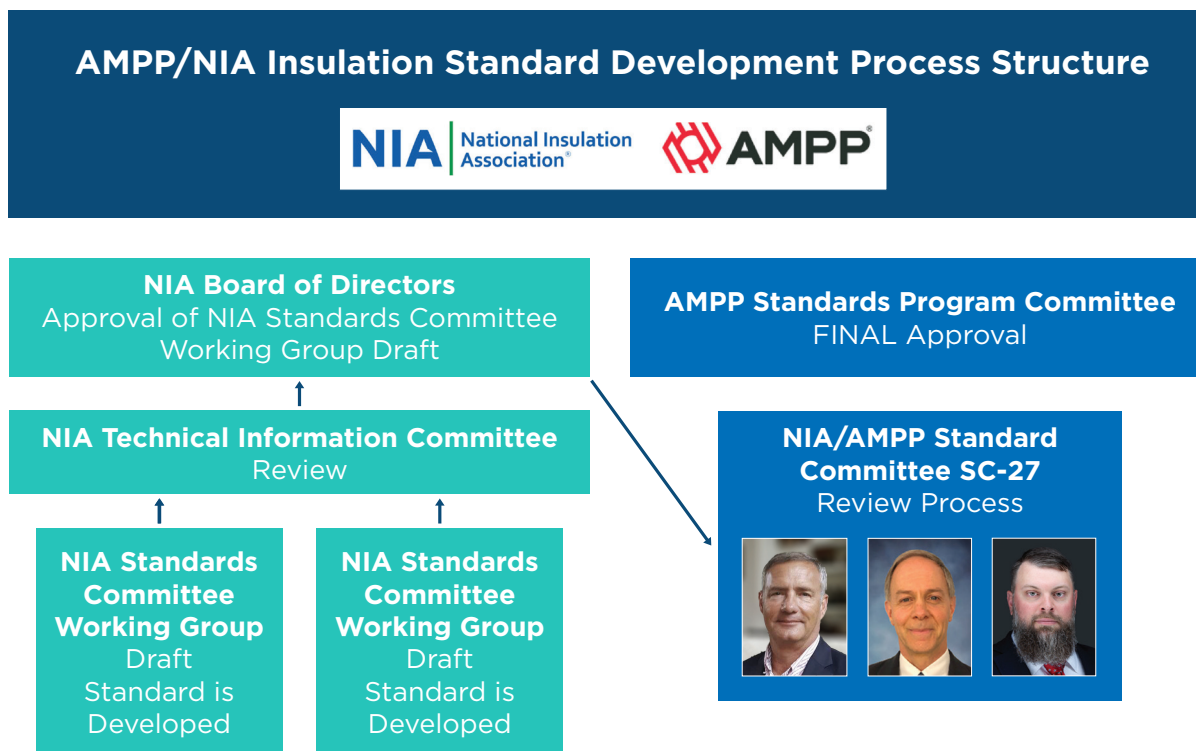 AMPP/NIA Insulation Standard Development Process Structure
NIA National Insulation
Association®
AMPP®
NIA Board of Directors
Approval of NIA Standards Committee
Working Group Draft
AMPP Standards Program Committee
FINAL Approval
NIA Technical Information Committee
Review
NIA/AMPP Standard
Committee SC-27
Review Process
NIA Standards
Committee
Working Group
Draft
Standard is
Developed
NIA Standards
Committee
Working Group
Draft
Standard is
Developed